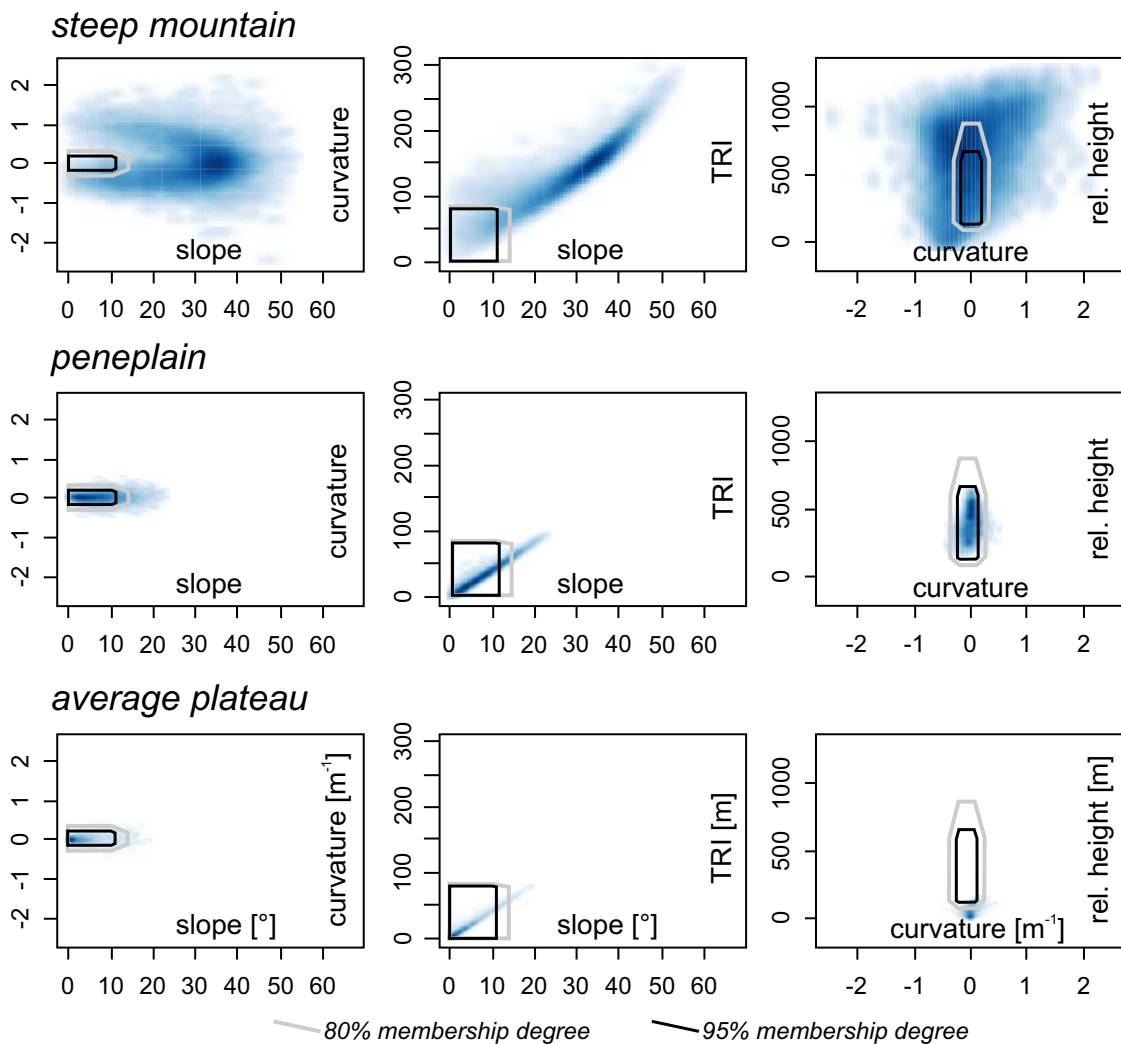 steep mountain
2
1
0
-1
-2
curvature
slope
0 10 20 30 40 50 60
300
200
100
0
TRI
slope
0 10 20 30 40 50 60
1000
500
0
rel. height
curvature
-2 -1 0 1 2
peneplain
2
1
0
-1
-2
curvature
slope
0 10 20 30 40 50 60
300
200
100
0
TRI
slope
0 10 20 30 40 50 60
1000
500
0
rel. height
curvature
-2 -1 0 1 2
average plateau
2
1
0
-1
-2
curvature [m⁻¹]
slope [°]
0 10 20 30 40 50 60
300
200
100
0
TRI [m]
slope [°]
0 10 20 30 40 50 60
1000
500
0
rel. height [m]
curvature [m⁻¹]
-2 -1 0 1 2
80% membership degree
95% membership degree